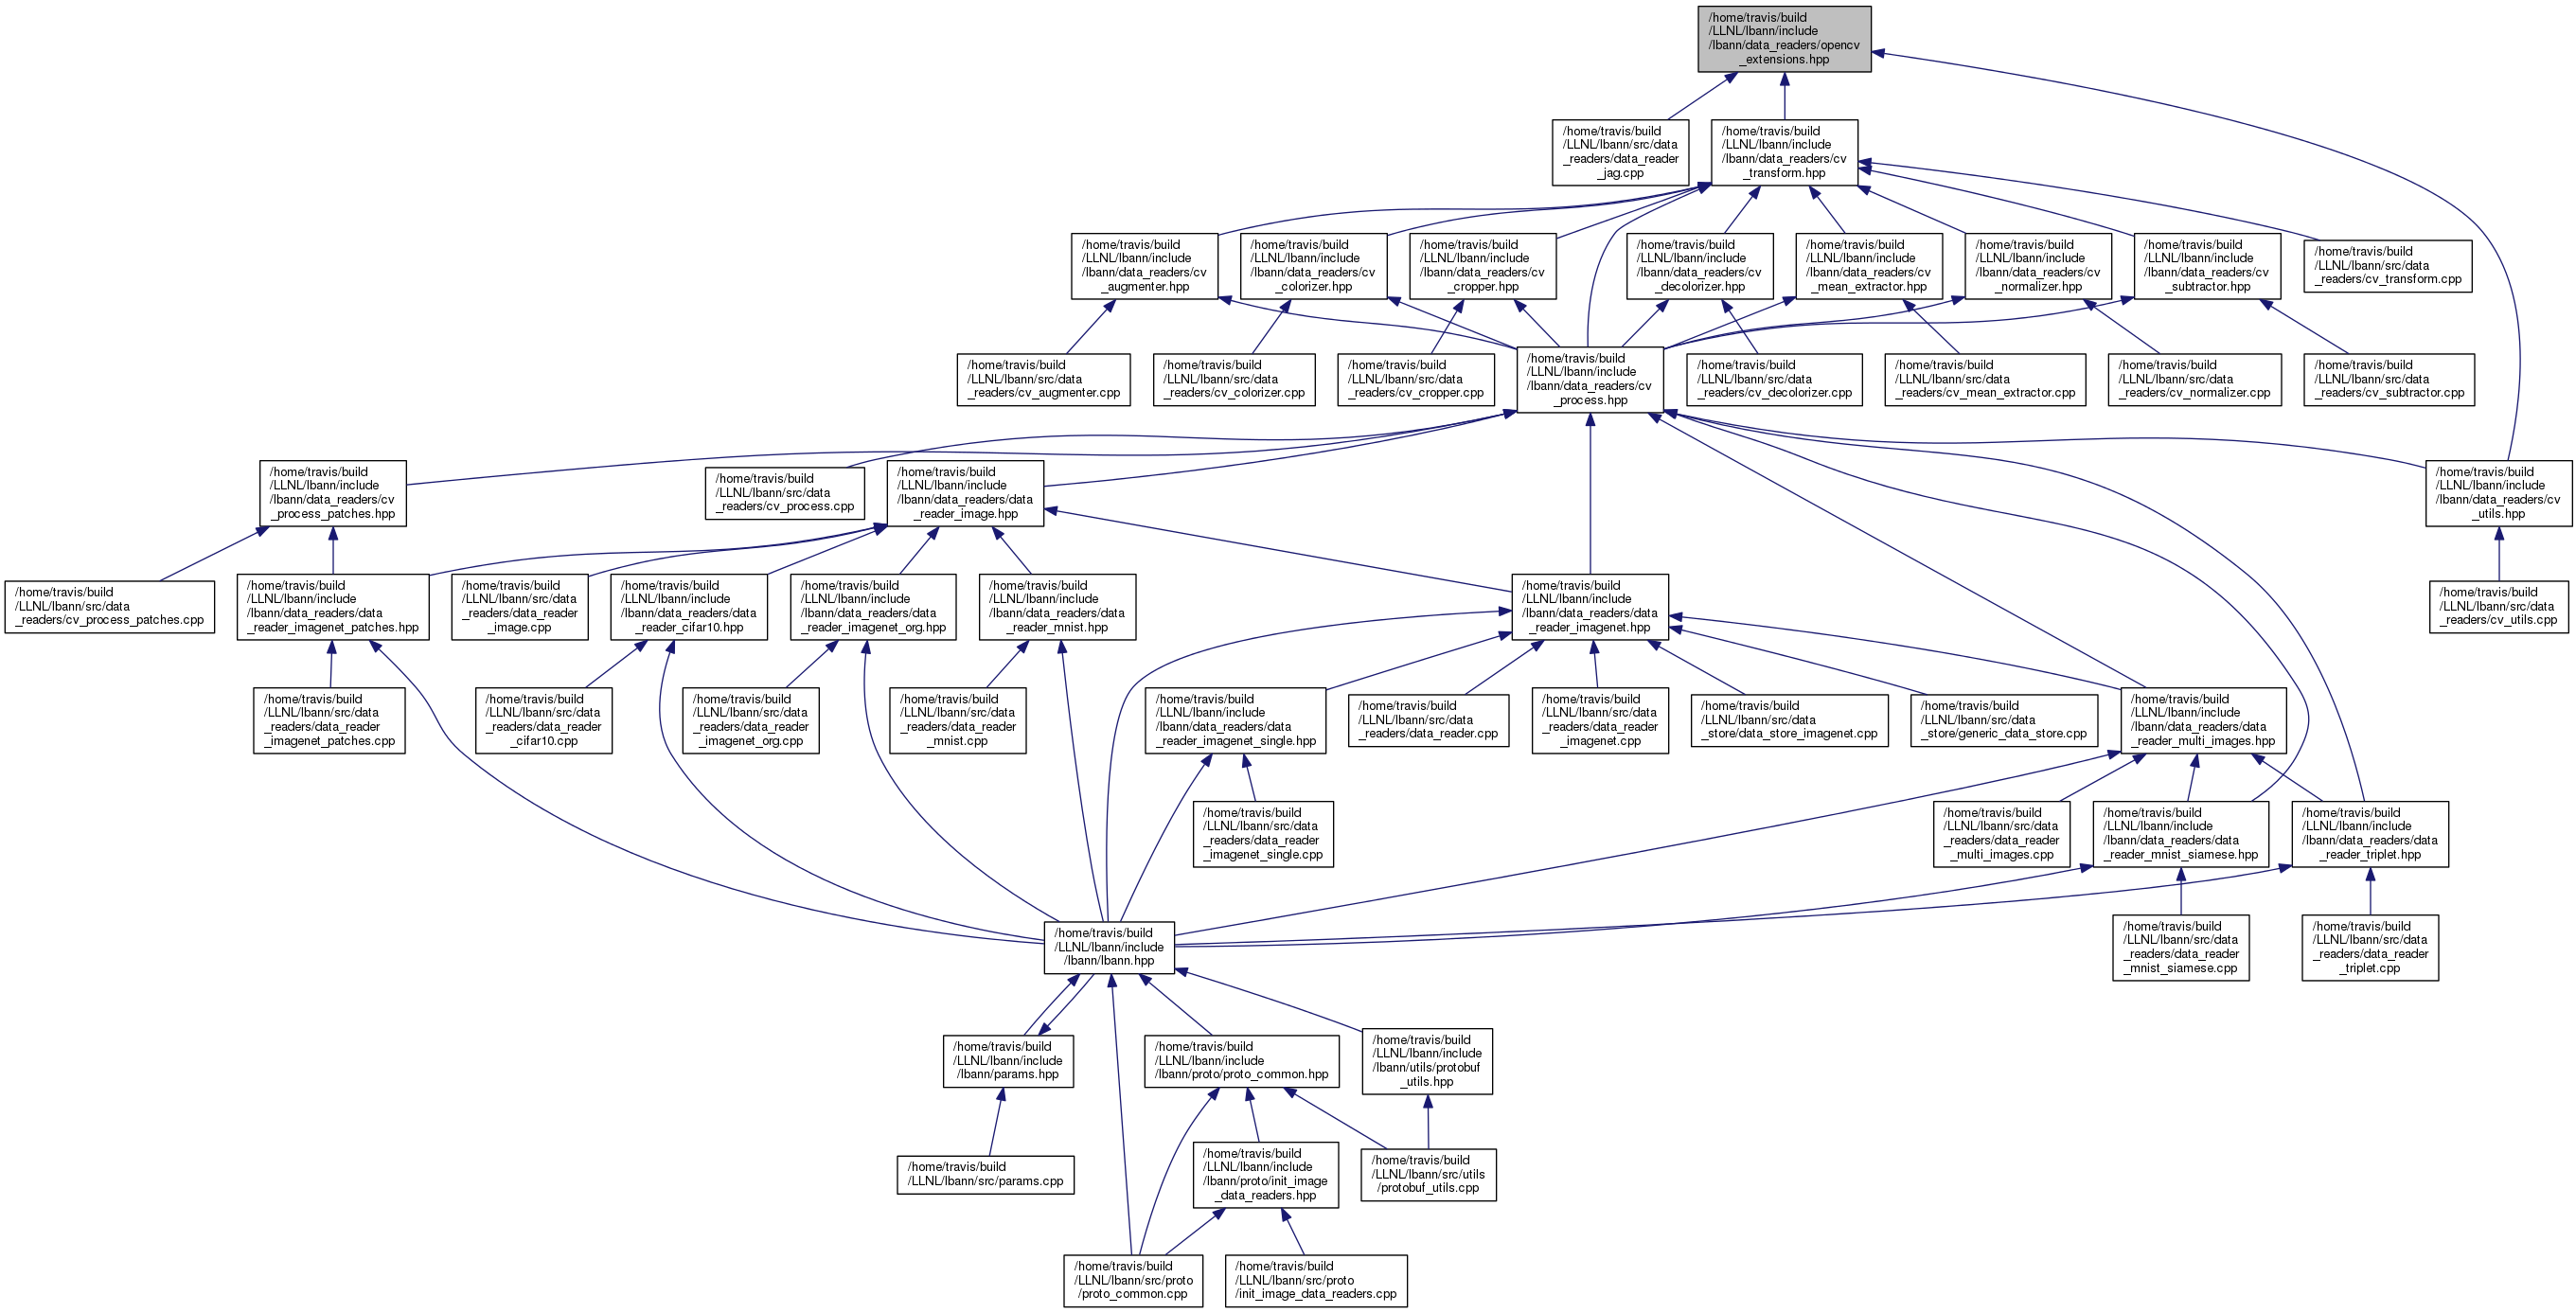 /home/travis/build
/LLNL/lbann/include
/lbann/data_readers/opencv
_extensions.hpp
/home/travis/build
/LLNL/lbann/src/data
_readers/data_reader
_jag.cpp
/home/travis/build
/LLNL/lbann/include
/lbann/data_readers/cv
_transform.hpp
/home/travis/build
/LLNL/lbann/include
/lbann/data_readers/cv
_augmenter.hpp
/home/travis/build
/LLNL/lbann/include
/lbann/data_readers/cv
_colorizer.hpp
/home/travis/build
/LLNL/lbann/include
/lbann/data_readers/cv
_cropper.hpp
/home/travis/build
/LLNL/lbann/include
/lbann/data_readers/cv
_decolorizer.hpp
/home/travis/build
/LLNL/lbann/include
/lbann/data_readers/cv
_mean_extractor.hpp
/home/travis/build
/LLNL/lbann/include
/lbann/data_readers/cv
_normalizer.hpp
/home/travis/build
/LLNL/lbann/include
/lbann/data_readers/cv
_subtractor.hpp
/home/travis/build
/LLNL/lbann/src/data
_readers/cv_transform.cpp
/home/travis/build
/LLNL/lbann/src/data
_readers/cv_augmenter.cpp
/home/travis/build
/LLNL/lbann/src/data
_readers/cv_colorizer.cpp
/home/travis/build
/LLNL/lbann/src/data
_readers/cv_cropper.cpp
/home/travis/build
/LLNL/lbann/include
/lbann/data_readers/cv
_process.hpp
/home/travis/build
/LLNL/lbann/src/data
_readers/cv_decolorizer.cpp
/home/travis/build
/LLNL/lbann/src/data
_readers/cv_mean_extractor.cpp
/home/travis/build
/LLNL/lbann/src/data
_readers/cv_normalizer.cpp
/home/travis/build
/LLNL/lbann/src/data
_readers/cv_subtractor.cpp
/home/travis/build
/LLNL/lbann/include
/lbann/data_readers/cv
_process_patches.hpp
/home/travis/build
/LLNL/lbann/src/data
_readers/cv_process.cpp
/home/travis/build
/LLNL/lbann/include
/lbann/data_readers/data
_reader_image.hpp
/home/travis/build
/LLNL/lbann/include
/lbann/data_readers/cv
_utils.hpp
/home/travis/build
/LLNL/lbann/src/data
_readers/cv_process_patches.cpp
/home/travis/build
/LLNL/lbann/include
/lbann/data_readers/data
_reader_imagenet_patches.hpp
/home/travis/build
/LLNL/lbann/src/data
_readers/data_reader
_image.cpp
/home/travis/build
/LLNL/lbann/include
/lbann/data_readers/data
_reader_cifar10.hpp
/home/travis/build
/LLNL/lbann/include
/lbann/data_readers/data
_reader_imagenet_org.hpp
/home/travis/build
/LLNL/lbann/include
/lbann/data_readers/data
_reader_mnist.hpp
/home/travis/build
/LLNL/lbann/include
/lbann/data_readers/data
_reader_imagenet.hpp
/home/travis/build
/LLNL/lbann/src/data
_readers/cv_utils.cpp
/home/travis/build
/LLNL/lbann/src/data
_readers/data_reader
_imagenet_patches.cpp
/home/travis/build
/LLNL/lbann/src/data
_readers/data_reader
_cifar10.cpp
/home/travis/build
/LLNL/lbann/src/data
_readers/data_reader
_imagenet_org.cpp
/home/travis/build
/LLNL/lbann/src/data
_readers/data_reader
_mnist.cpp
/home/travis/build
/LLNL/lbann/include
/lbann/data_readers/data
_reader_imagenet_single.hpp
/home/travis/build
/LLNL/lbann/src/data
_readers/data_reader.cpp
/home/travis/build
/LLNL/lbann/src/data
_readers/data_reader
_imagenet.cpp
/home/travis/build
/LLNL/lbann/src/data
_store/data_store_imagenet.cpp
/home/travis/build
/LLNL/lbann/src/data
_store/generic_data_store.cpp
/home/travis/build
/LLNL/lbann/include
/lbann/data_readers/data
_reader_multi_images.hpp
/home/travis/build
/LLNL/lbann/src/data
_readers/data_reader
_imagenet_single.cpp
/home/travis/build
/LLNL/lbann/src/data
_readers/data_reader
_multi_images.cpp
/home/travis/build
/LLNL/lbann/include
/lbann/data_readers/data
_reader_mnist_siamese.hpp
/home/travis/build
/LLNL/lbann/include
/lbann/data_readers/data
_reader_triplet.hpp
/home/travis/build
/LLNL/lbann/include
/lbann/lbann.hpp
/home/travis/build
/LLNL/lbann/src/data
_readers/data_reader
_mnist_siamese.cpp
/home/travis/build
/LLNL/lbann/src/data
_readers/data_reader
_triplet.cpp
/home/travis/build
/LLNL/lbann/include
/lbann/params.hpp
/home/travis/build
/LLNL/lbann/include
/lbann/proto/proto_common.hpp
/home/travis/build
/LLNL/lbann/include
/lbann/utils/protobuf
_utils.hpp
/home/travis/build
/LLNL/lbann/src/params.cpp
/home/travis/build
/LLNL/lbann/include
/lbann/proto/init_image
_data_readers.hpp
/home/travis/build
/LLNL/lbann/src/utils
/protobuf_utils.cpp
/home/travis/build
/LLNL/lbann/src/proto
/proto_common.cpp
/home/travis/build
/LLNL/lbann/src/proto
/init_image_data_readers.cpp